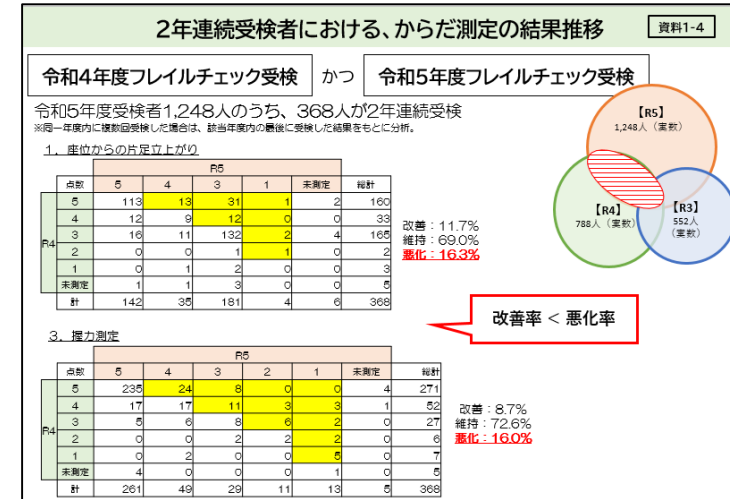 2年連続受検者における、からだ測定の結果推移
資料1-4
令和4年度フレイルチェック受検 かつ 令和5年度フレイルチェック受検
令和5年度受検者1,248人のうち、368人が2年連続受検
※同一年度内に複数回受検した場合は、該当年度内の最後に受検した結果をもとに分析。
【R5】
1,248人（実数）
【R4】
788人（実数）
【R3】
552人
（実数）
1．座位からの片足立上がり
R5
点数 5 4 3 1 未測定 総計
R4
5 113 13 31 1 2 160
4 12 9 12 0 0 33
3 16 11 132 2 4 165
2 0 0 1 1 0 2
1 0 1 2 0 0 3
未測定 1 1 3 0 0 5
計 142 35 181 4 6 368
改善：11.7%
維持：69.0%
悪化：16.3%
改善率 < 悪化率
3．握力測定
R5
点数 5 4 3 2 1 未測定 総計
R4
5 235 24 8 0 0 4 271
4 17 17 11 3 3 1 52
3 5 6 8 6 2 0 27
2 0 0 2 2 2 0 6
1 0 2 0 0 5 0 7
未測定 4 0 0 0 1 0 5
計 261 49 29 11 13 5 368
改善：8.7%
維持：72.6%
悪化：16.0%